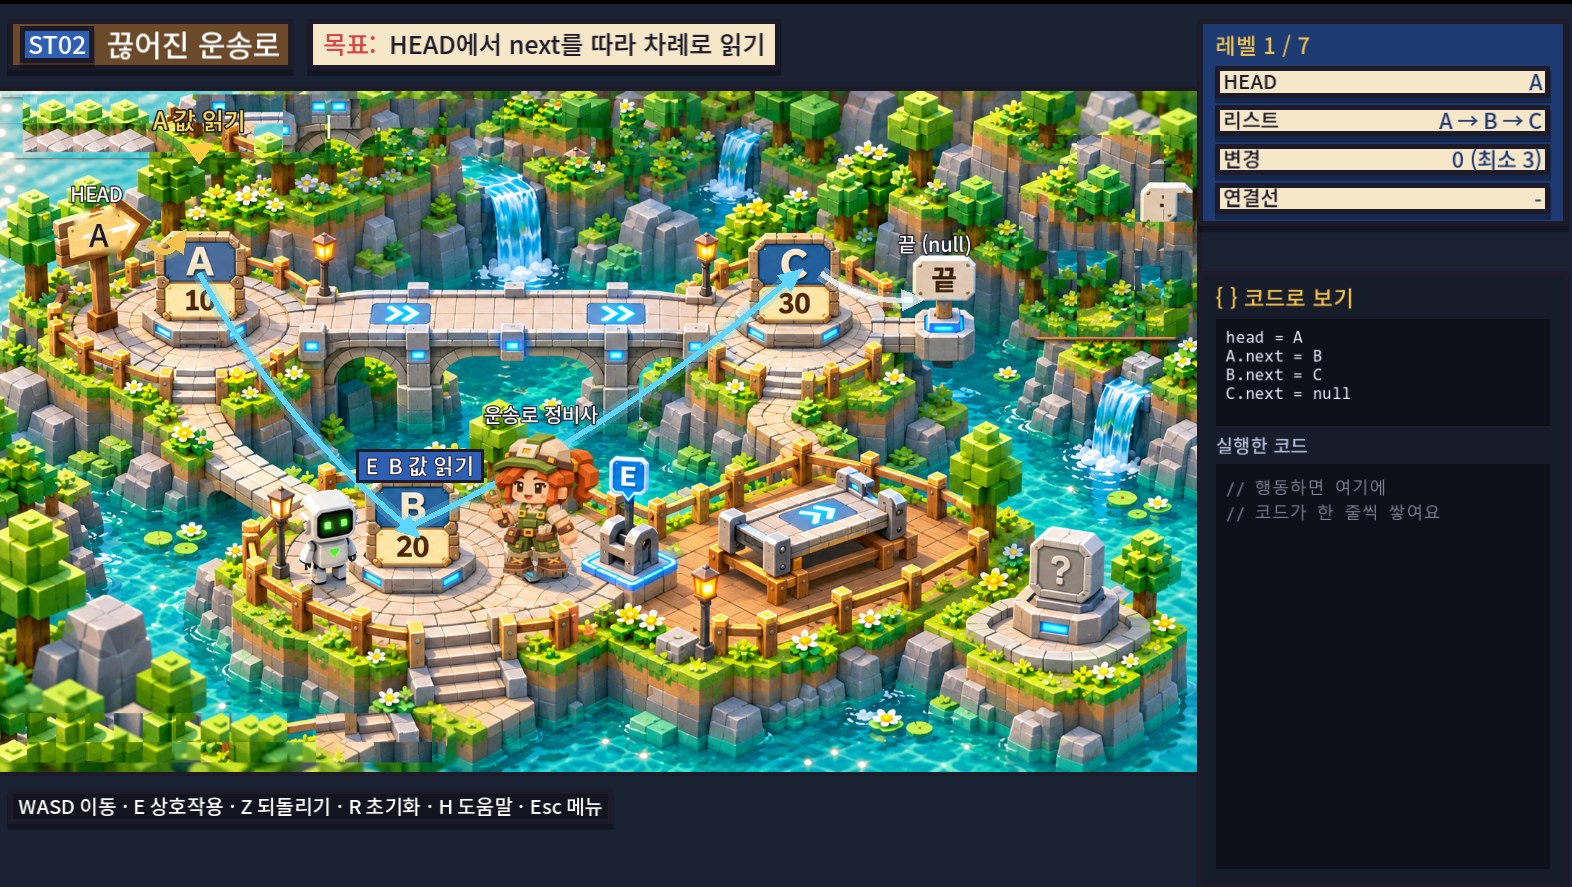 ST02 끊어진 운송로
목표: HEAD에서 next를 따라 차례로 읽기
A 값 읽기
HEAD
A
A
10
C
30
끝 (null)
끝
운송로 정비사
E B 값 읽기
B
20
E
?
WASD 이동 · E 상호작용 · Z 되돌리기 · R 초기화 · H 도움말 · Esc 메뉴
레벨 1 / 7
HEAD A
리스트 A → B → C
변경 0 (최소 3)
연결선 -
{ } 코드로 보기
head = A
A.next = B
B.next = C
C.next = null
실행한 코드
// 행동하면 여기에
// 코드가 한 줄씩 쌓여요